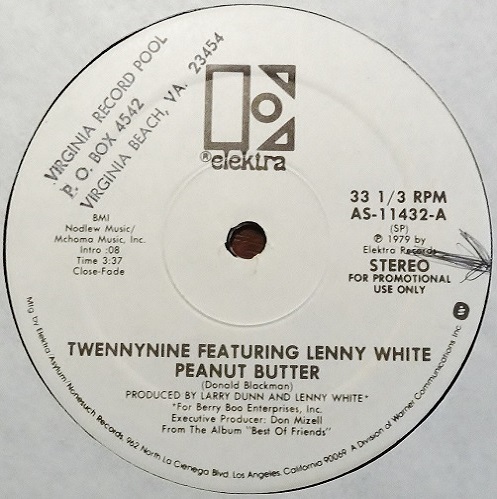 VIRGINIA RECORD POOL
P. O. BOX 4542
VIRGINIA BEACH, VA. 23454
® elektra
BMI
Nodlew Music/
Mchoma Music, Inc.
Intro :08
Time 3:37
Close-Fade
33 1/3 RPM
AS-11432-A
(SP)
℗ 1979 by
Elektra Records
STEREO
FOR PROMOTIONAL
USE ONLY
TWENNYNINE FEATURING LENNY WHITE
PEANUT BUTTER
(Donald Blackman)
PRODUCED BY LARRY DUNN AND LENNY WHITE*
*For Berry Boo Enterprises, Inc.
Executive Producer: Don Mizell
From The Album "Best Of Friends"
Mfg. by Elektra/Asylum/Nonesuch Records, 962 North La Cienega Blvd. Los Angeles, California 90069 A Division of Warner Communications Inc.